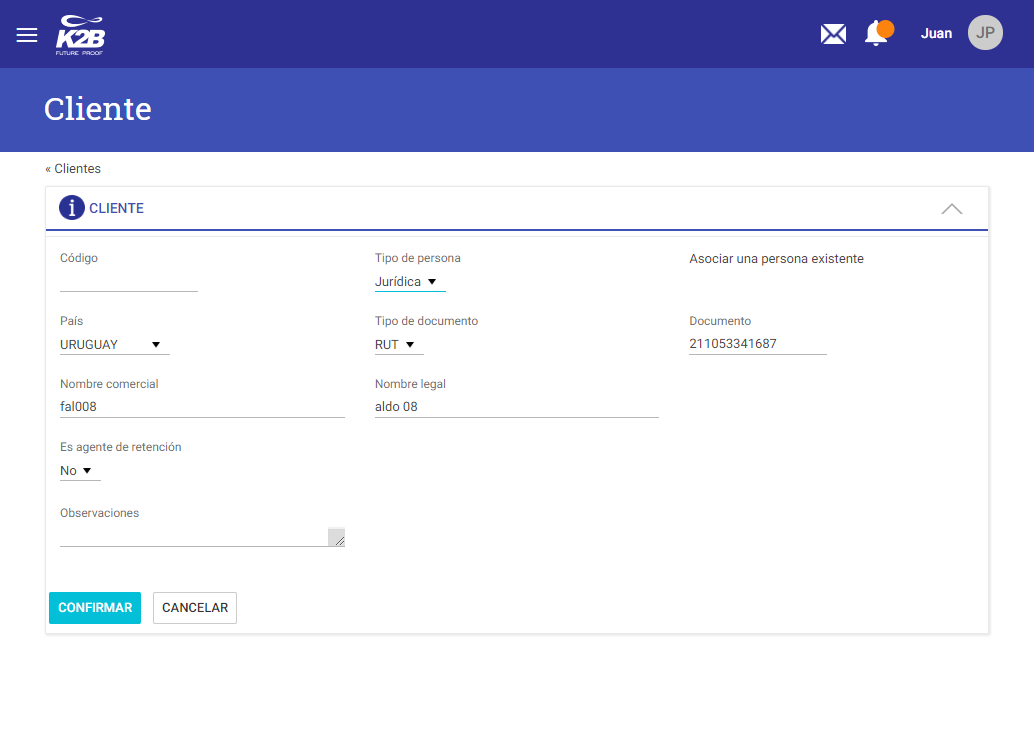 K2B
FUTURE PROOF
Juan
JP
Cliente
« Clientes
i CLIENTE
Código
Tipo de persona
Asociar una persona existente
Jurídica
País
Tipo de documento
Documento
URUGUAY
RUT
211053341687
Nombre comercial
Nombre legal
fal008
aldo 08
Es agente de retención
No
Observaciones
CONFIRMAR
CANCELAR